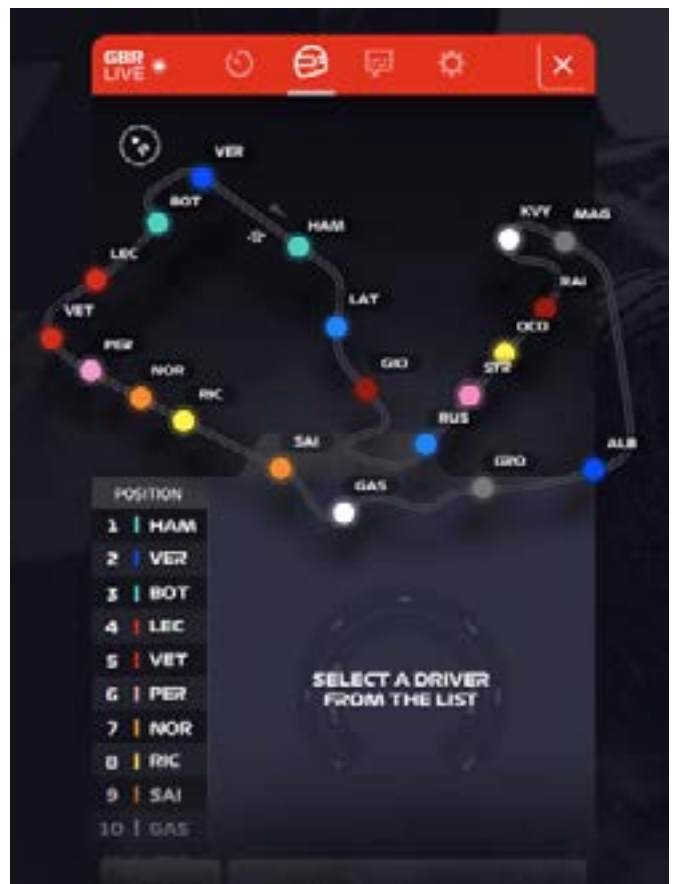 GBR
LIVE
VER
BOT
HAM
KVY MAG
LEC
RAI
LAT
VET
OCO
PER
GIO
STR
NOR
RIC
RUS
SAI
ALB
GRO
GAS
POSITION
1 HAM
2 VER
3 BOT
4 LEC
5 VET
6 PER
7 NOR
8 RIC
9 SAI
10 GAS
SELECT A DRIVER
FROM THE LIST